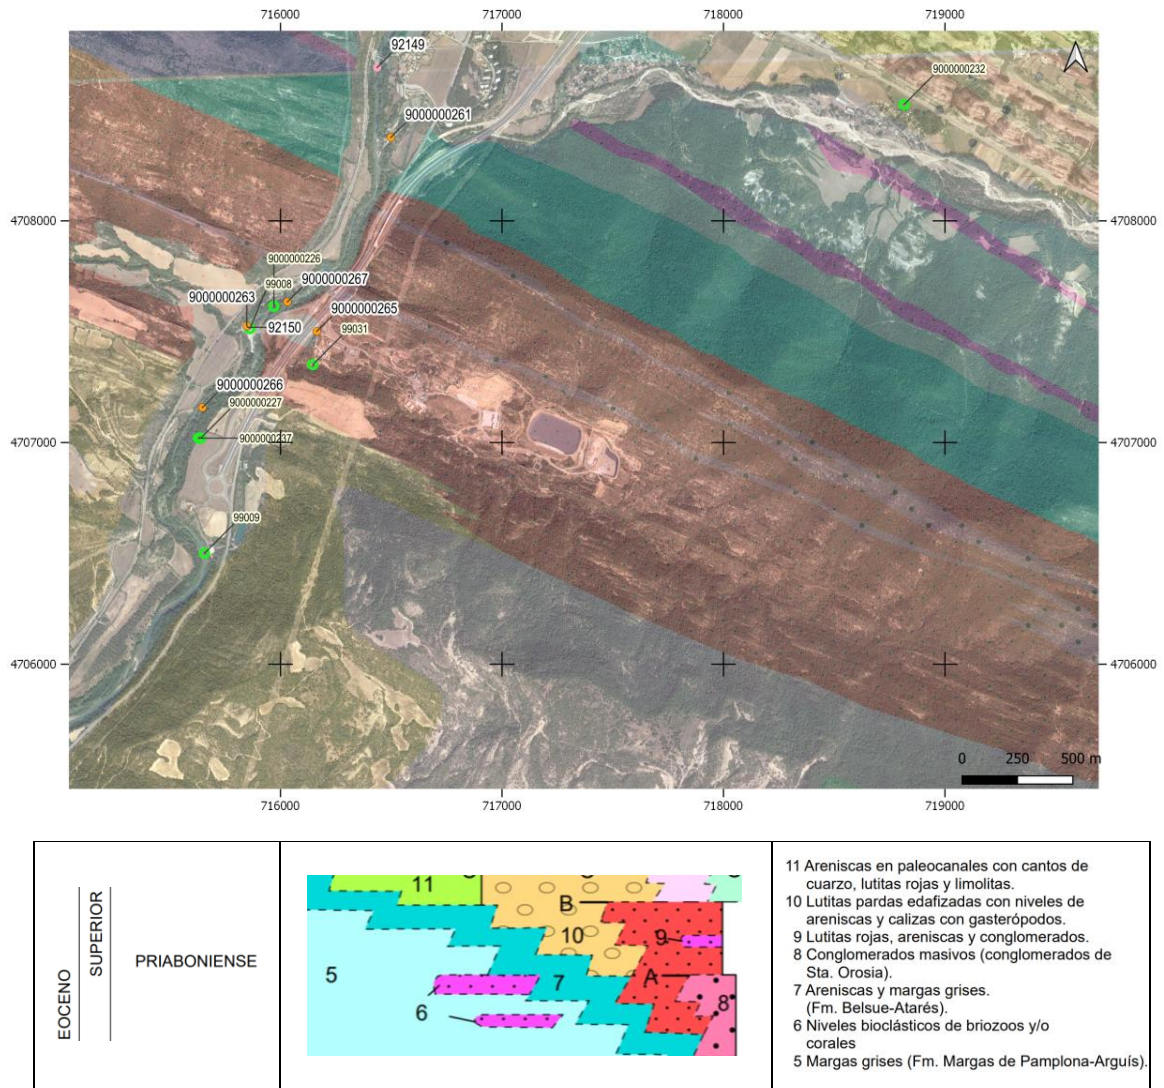 716000 717000 718000 719000
92149
9000000232
9000000261
4708000 4708000
9000000226
99008
9000000267
9000000263
9000000265
92150
99031
9000000266
9000000227
4707000 4707000
9000000237
99009
4706000 4706000
0 250 500 m
716000 717000 718000 719000
EOCENO
SUPERIOR
PRIABONIENSE
11
B
10
9
5
A
7
8
6
11 Areniscas en paleocanales con cantos de
cuarzo, lutitas rojas y limolitas.
10 Lutitas pardas edafizadas con niveles de
areniscas y calizas con gasterópodos.
9 Lutitas rojas, areniscas y conglomerados.
8 Conglomerados masivos (conglomerados de
Sta. Orosia).
7 Areniscas y margas grises.
(Fm. Belsue-Atarés).
6 Niveles bioclásticos de briozoos y/o
corales
5 Margas grises (Fm. Margas de Pamplona-Arguís).